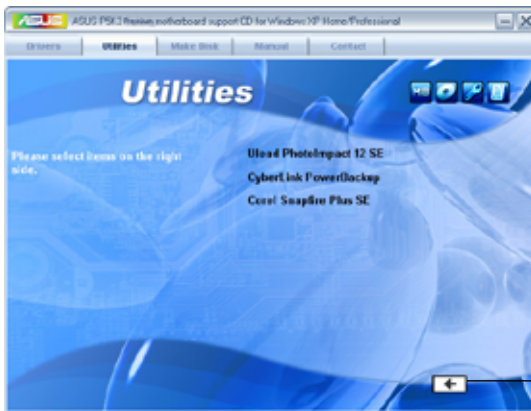 ASUS ASUS P5K3 Premium motherboard support CD for Windows XP Home/Professional
Drivers Utilities Make Disk Manual Contact
Utilities
Please select items on the right
side.
Ulead PhotoImpact 12 SE
CyberLink PowerBackup
Corel Snapfire Plus SE